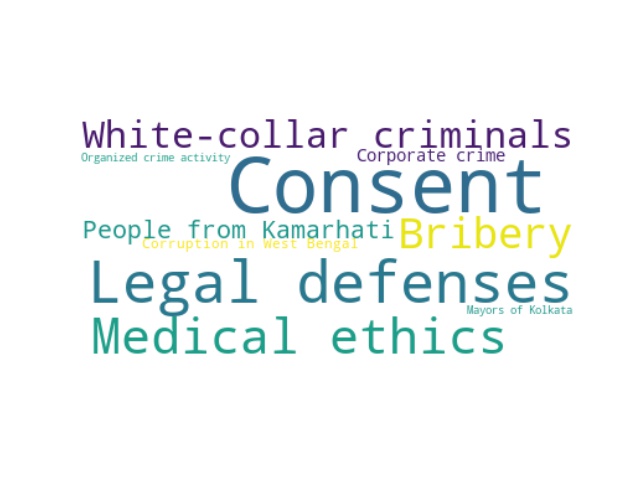 White-collar criminals
Organized crime activity
Corporate crime
Consent
People from Kamarhati
Bribery
Corruption in West Bengal
Legal defenses
Mayors of Kolkata
Medical ethics